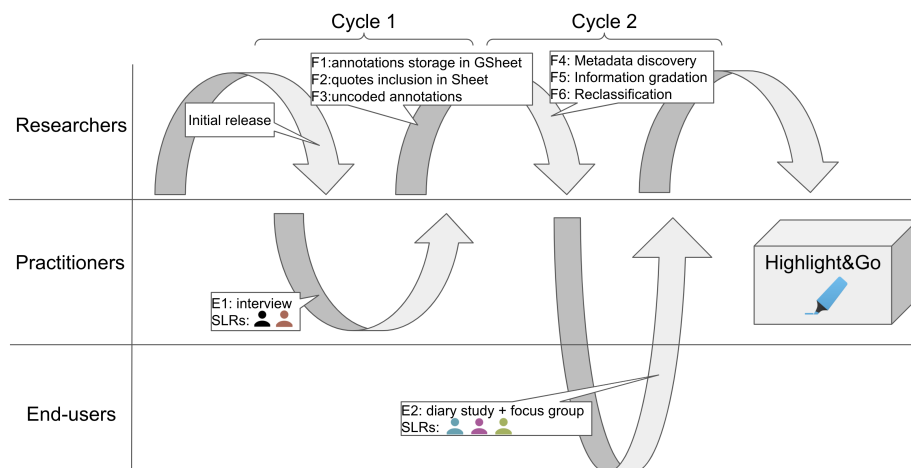 Cycle 1
Cycle 2
F1:annotations storage in GSheet
F2:quotes inclusion in Sheet
F3:uncoded annotations
F4: Metadata discovery
F5: Information gradation
F6: Reclassification
Researchers
Initial release
Practitioners
Highlight&Go
E1: interview
SLRs:
End-users
E2: diary study + focus group
SLRs: